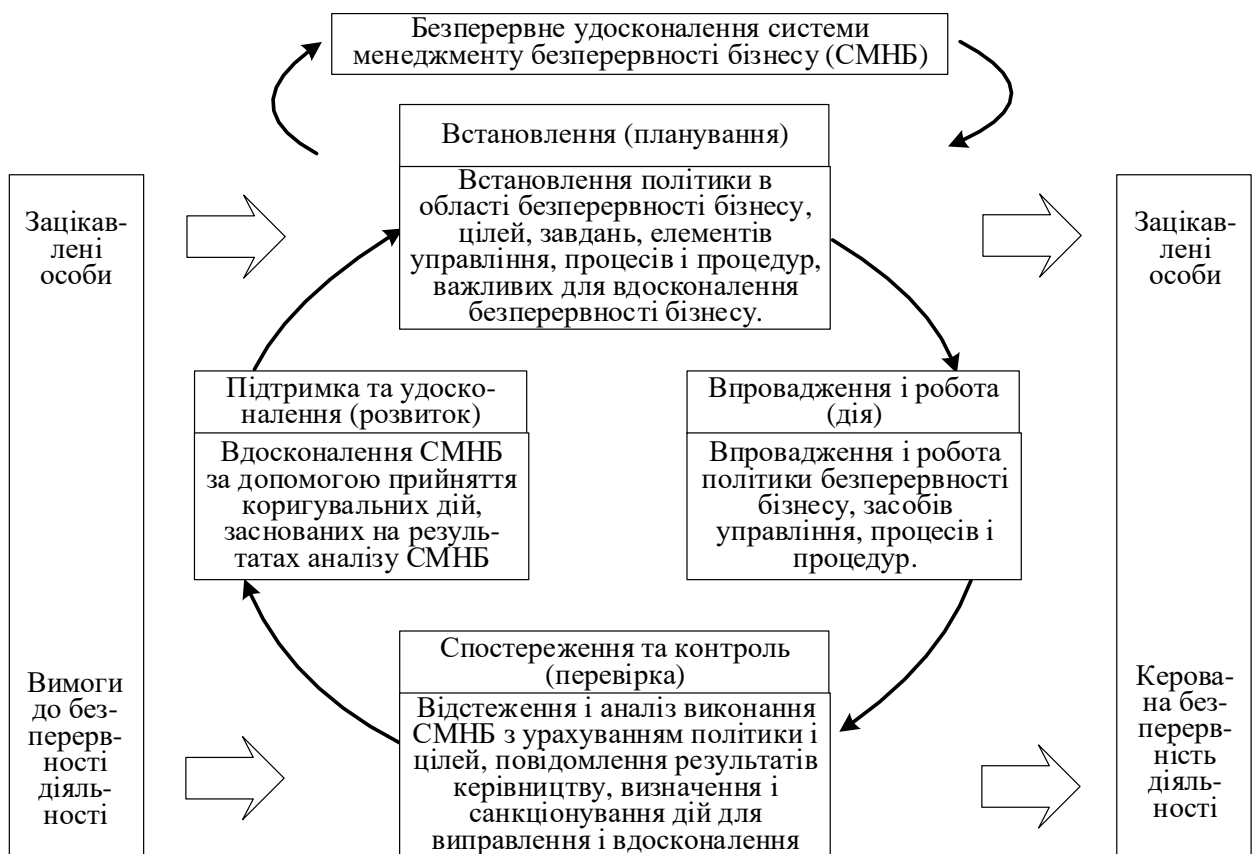 Безперервне удосконалення системи
менеджменту безперервності бізнесу (СМНБ)
Встановлення (планування)
Встановлення політики в
області безперервності бізнесу,
цілей, завдань, елементів
управління, процесів і процедур,
важливих для вдосконалення
безперервності бізнесу.
Зацікав-
лені
особи
Зацікав-
лені
особи
Підтримка та удоско-
налення (розвиток)
Вдосконалення СМНБ
за допомогою прийняття
коригувальних дій,
заснованих на резуль-
татах аналізу СМНБ
Впровадження і робота
(дія)
Впровадження і робота
політики безперервності
бізнесу, засобів
управління, процесів і
процедур.
Спостереження та контроль
(перевірка)
Відстеження і аналіз виконання
СМНБ з урахуванням політики і
цілей, повідомлення результатів
керівництву, визначення і
санкціонування дій для
виправлення і вдосконалення
Вимоги
до без-
перерв-
ності
діяль-
ності
Керова-
на без-
перерв-
ність
діяль-
ності